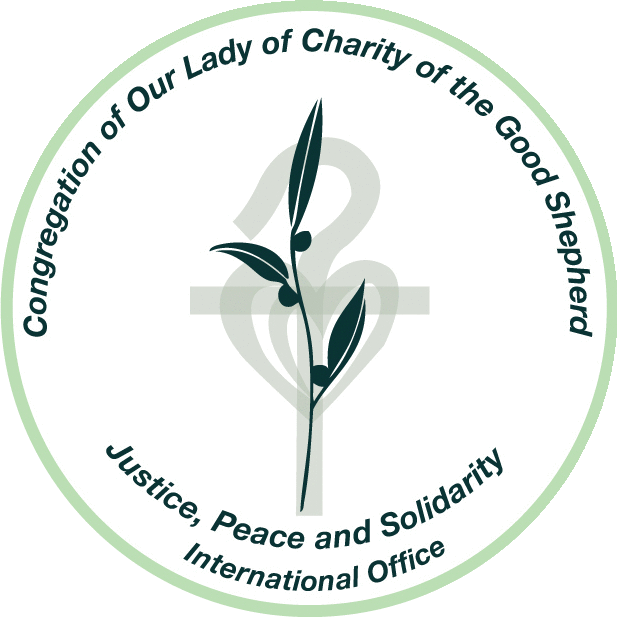 Congregation of Our Lady of Charity of the Good Shepherd
Justice, Peace and Solidarity
International Office